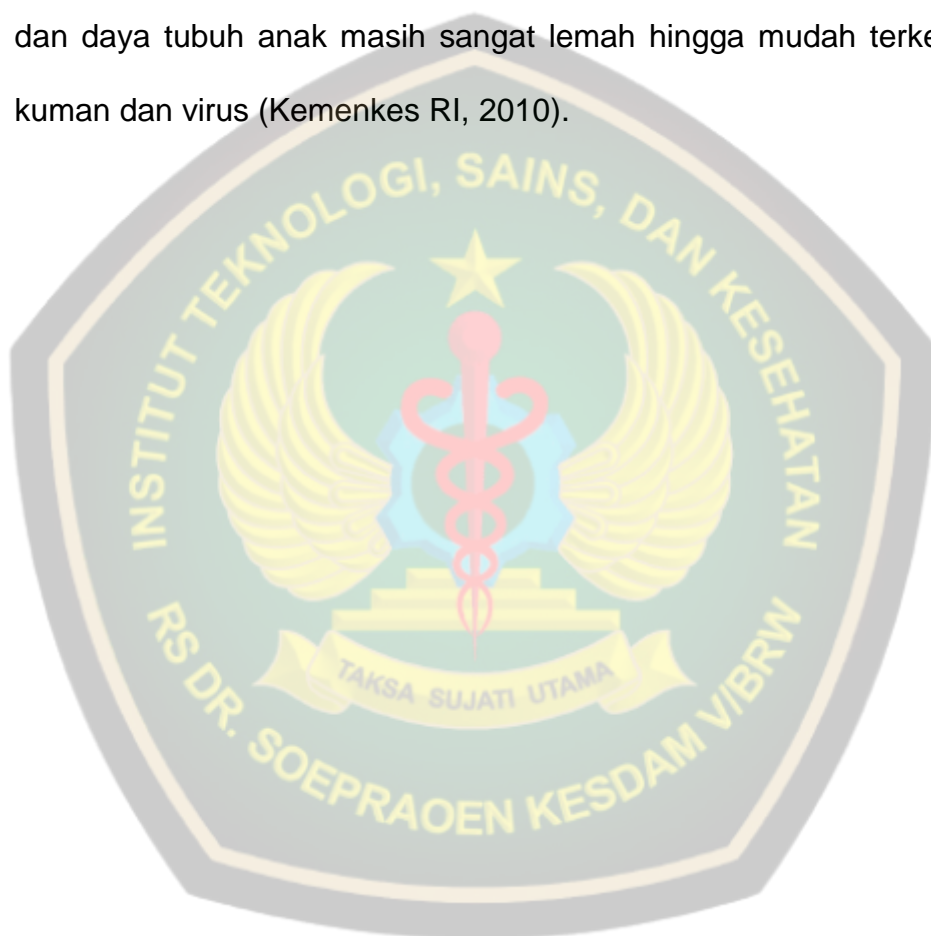 dan daya tubuh anak masih sangat lemah hingga mudah terke
kuman dan virus (Kemenkes RI, 2010).
INSTITUT TEKNOLOGI, SAINS, DAN KESEHATAN
TAKSA SUJATI UTAMA
RS DR. SOEPRAOEN KESDAM V/BRW